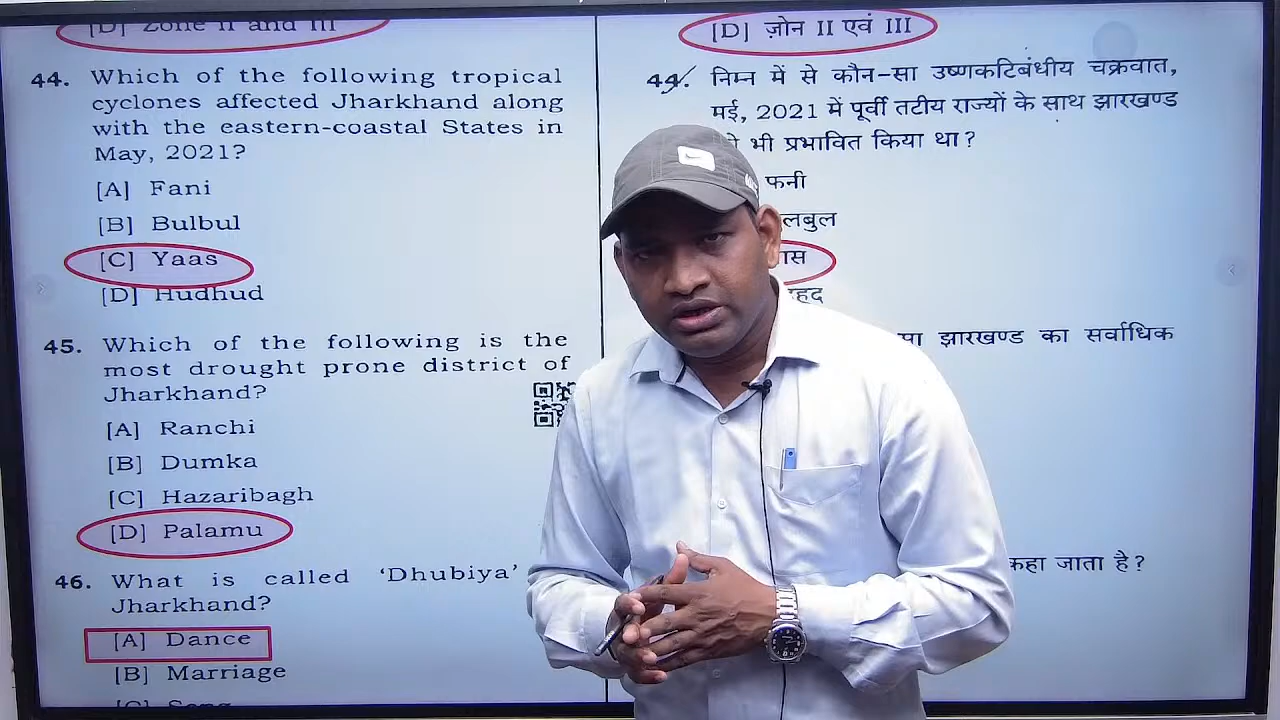 [D] Zone II and III
44. Which of the following tropical
cyclones affected Jharkhand along
with the eastern-coastal States in
May, 2021?
[A] Fani
[B] Bulbul
[C] Yaas
[D] Hudhud
45. Which of the following is the
most drought prone district of
Jharkhand?
[A] Ranchi
[B] Dumka
[C] Hazaribagh
[D] Palamu
46. What is called ‘Dhubiya’
Jharkhand?
[A] Dance
[B] Marriage
[C] Song
[D] ज़ोन II एवं III
44. निम्न में से कौन-सा उष्णकटिबंधीय चक्रवात,
मई, 2021 में पूर्वी तटीय राज्यों के साथ झारखण्ड
भी प्रभावित किया था?
फनी
झारखण्ड का सर्वाधिक
कहा जाता है?